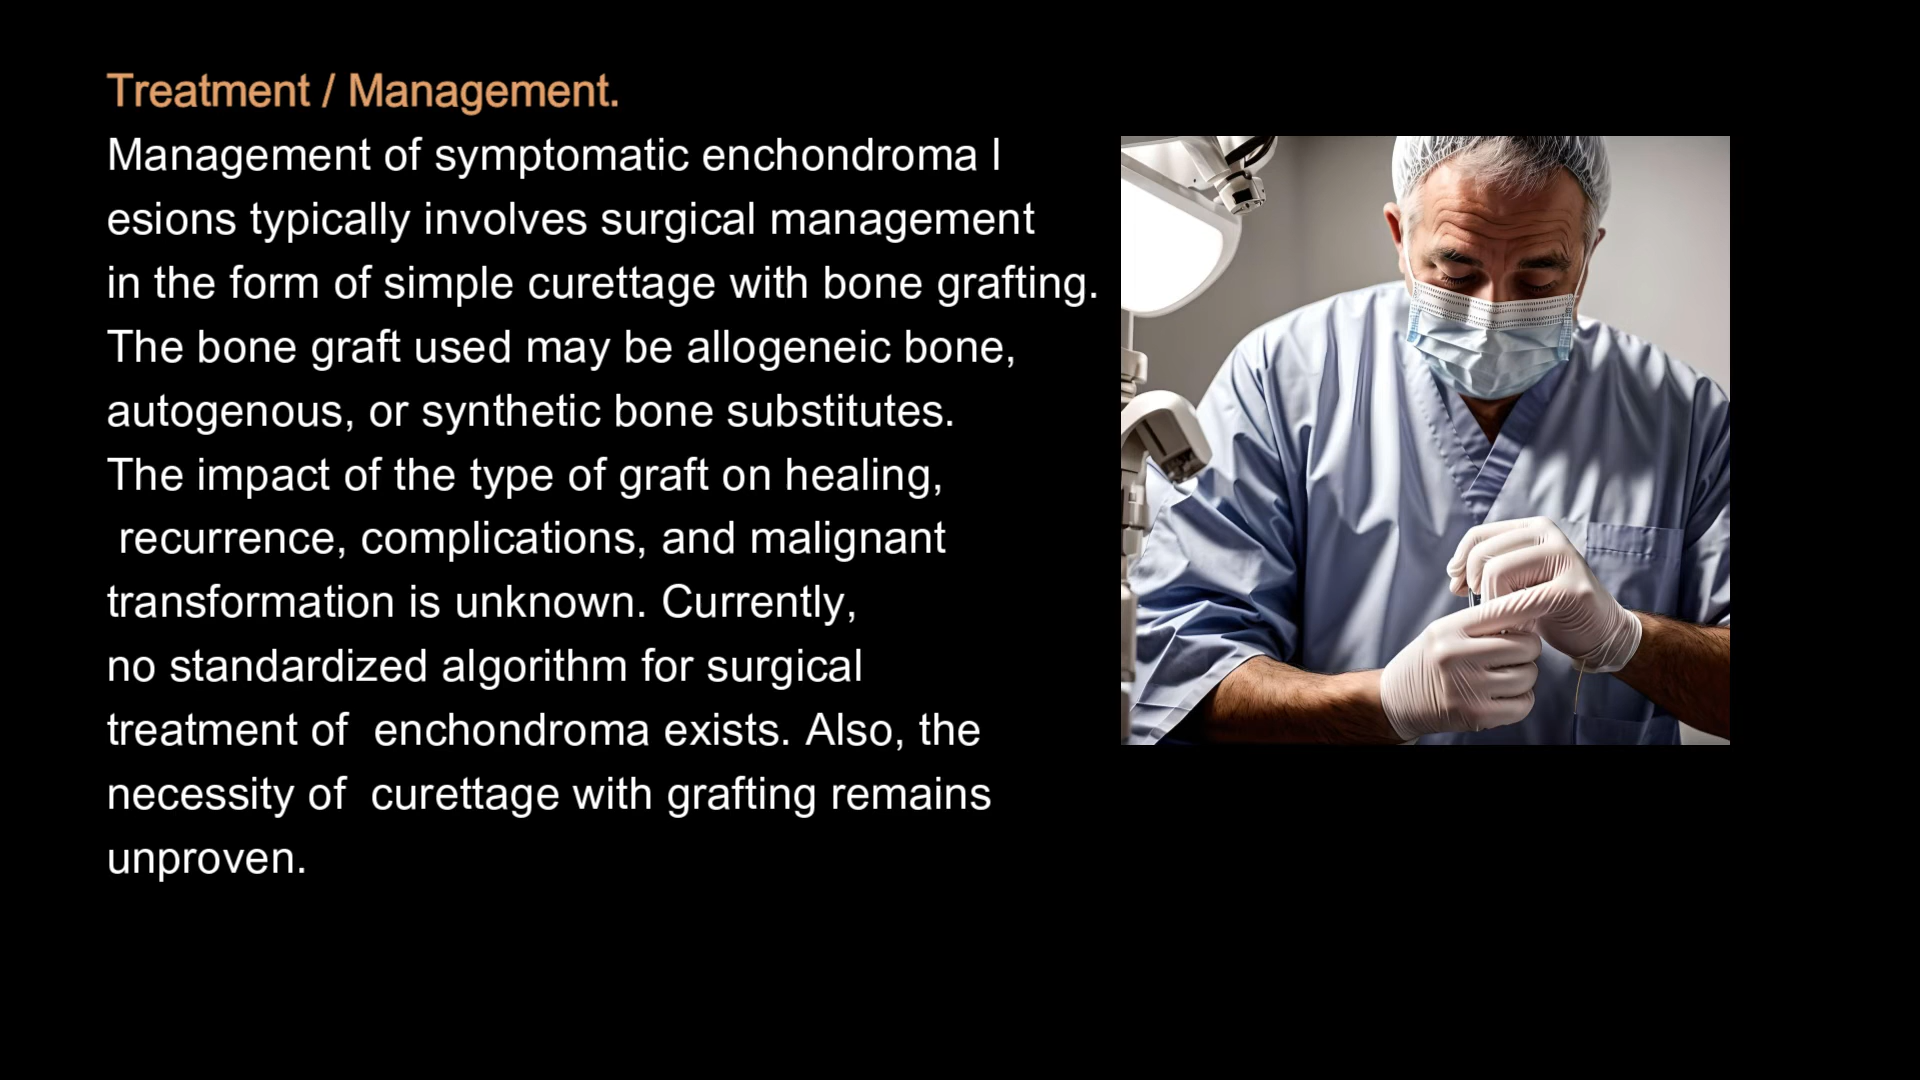 Treatment / Management.
Management of symptomatic enchondroma l
esions typically involves surgical management
in the form of simple curettage with bone grafting.
The bone graft used may be allogeneic bone,
autogenous, or synthetic bone substitutes.
The impact of the type of graft on healing,
recurrence, complications, and malignant
transformation is unknown. Currently,
no standardized algorithm for surgical
treatment of  enchondroma exists. Also, the
necessity of  curettage with grafting remains
unproven.